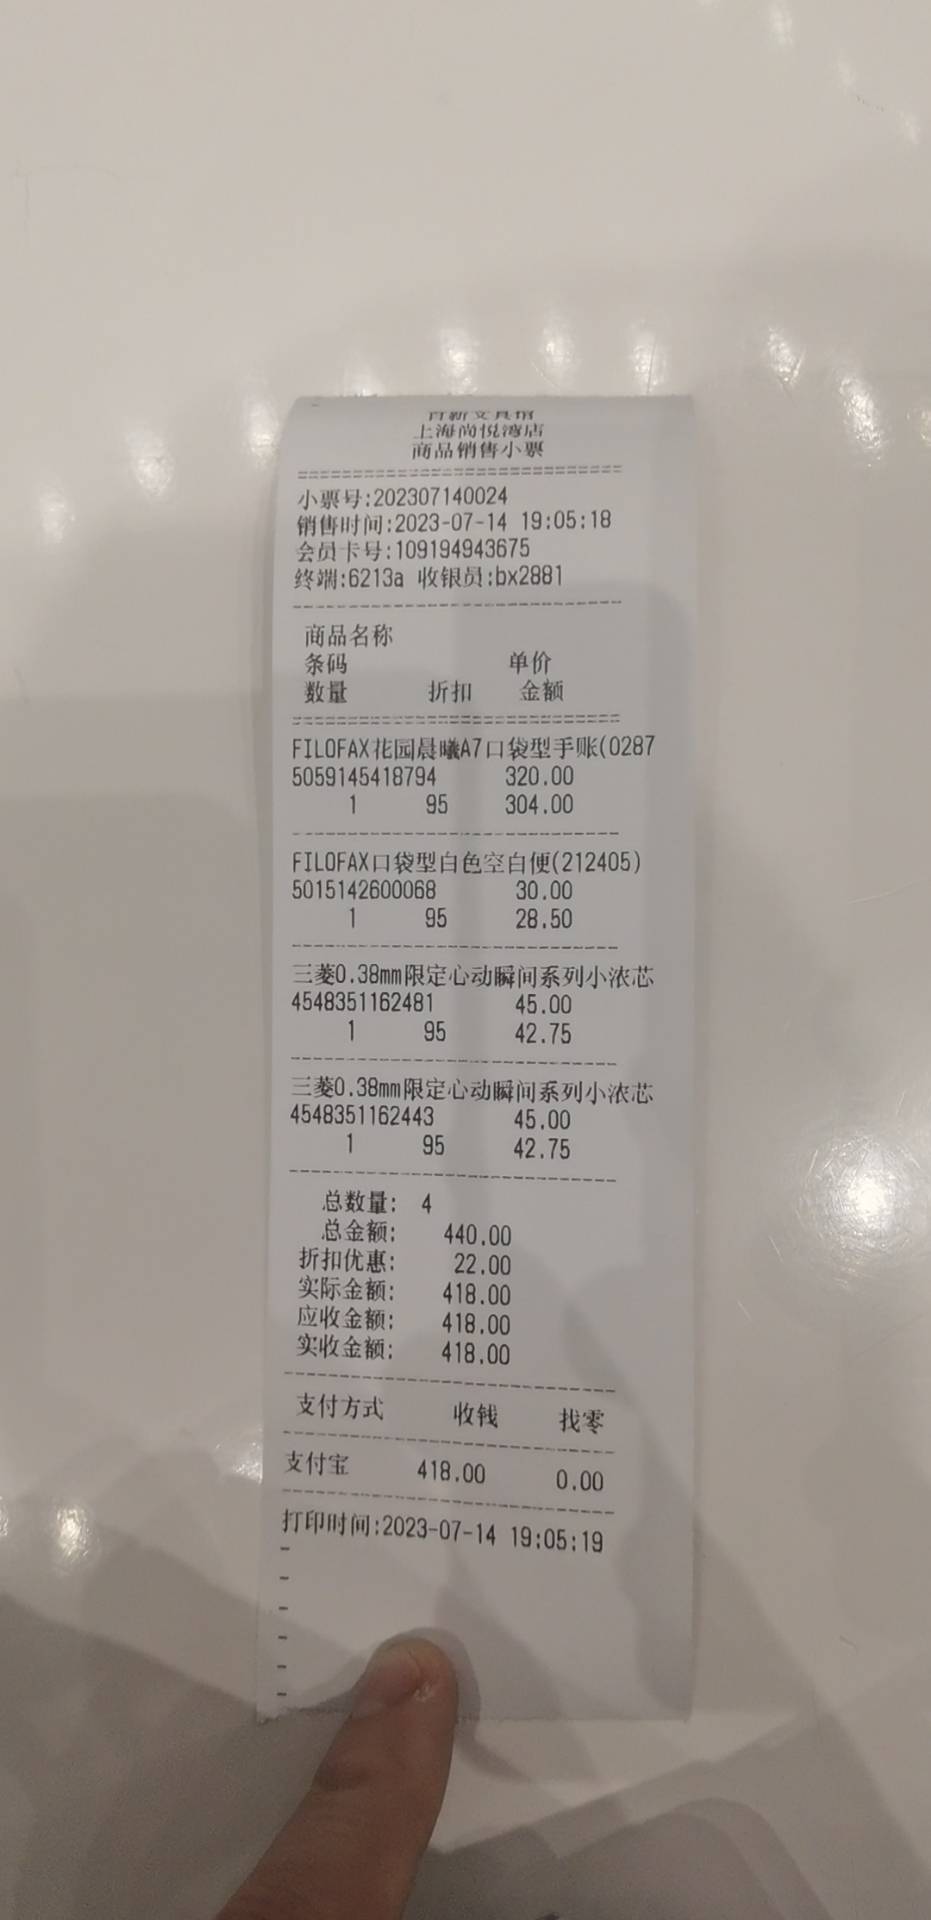 百新文具馆
上海尚悦湾店
商品销售小票
小票号:202307140024
销售时间:2023-07-14 19:05:18
会员卡号:109194943675
终端:6213a 收银员:bx2881
商品名称
条码 单价
数量 折扣 金额
FILOFAX花园晨曦A7口袋型手账(0287
5059145418794 320.00
1 95 304.00
FILOFAX口袋型白色空白便(212405)
5015142600068 30.00
1 95 28.50
三菱0.38mm限定心动瞬间系列小浓芯
4548351162481 45.00
1 95 42.75
三菱0.38mm限定心动瞬间系列小浓芯
4548351162443 45.00
1 95 42.75
总数量: 4
总金额: 440.00
折扣优惠: 22.00
实际金额: 418.00
应收金额: 418.00
实收金额: 418.00
支付方式 收钱 找零
支付宝 418.00 0.00
打印时间:2023-07-14 19:05:19